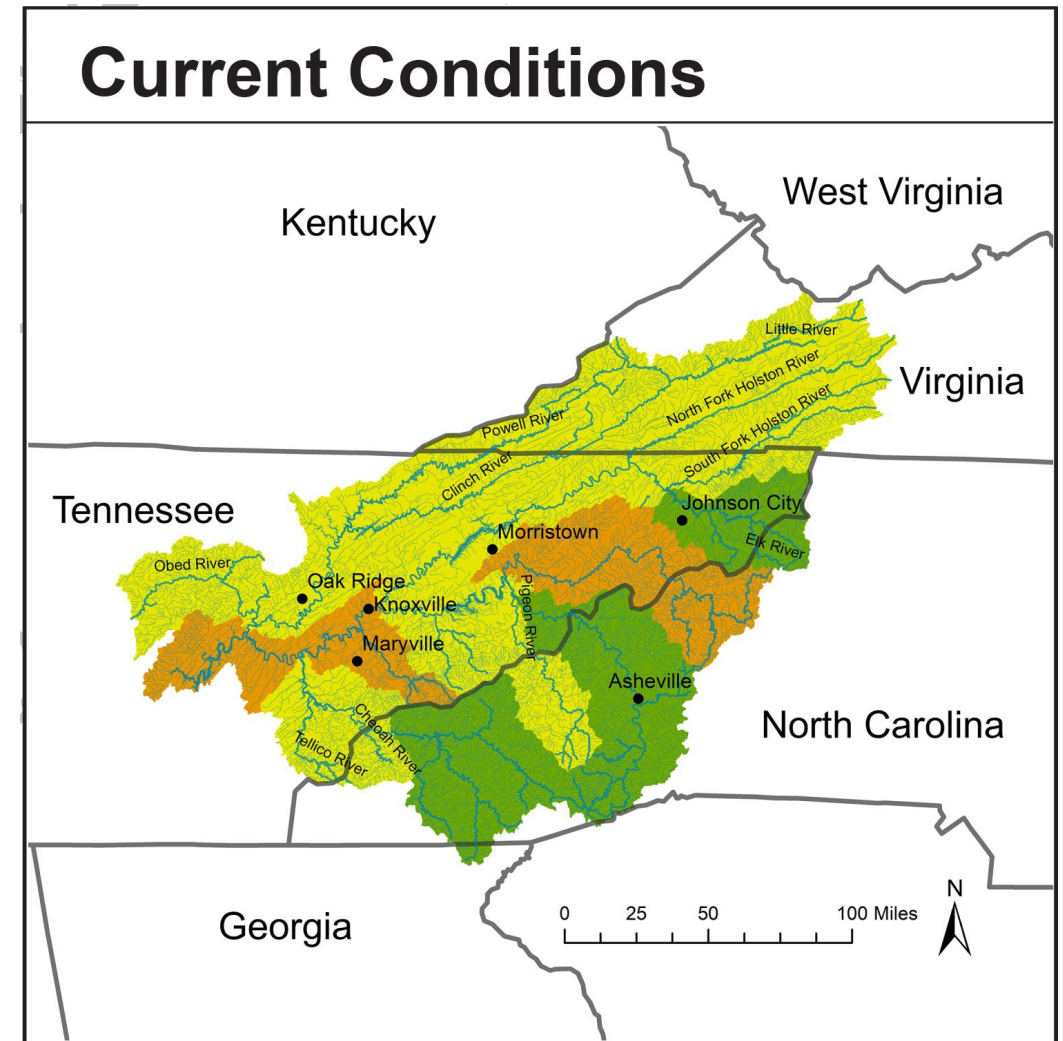 Current Conditions
West Virginia
Kentucky
Little River
Virginia
North Fork Holston River
South Fork Holston River
Powell River
Clinch River
Tennessee
Johnson City
Morristown
Elk River
Obed River
Oak Ridge
Knoxville
Pigeon River
Maryville
Asheville
Cheoah River
Tellico River
North Carolina
Georgia
0 25 50 100 Miles
N